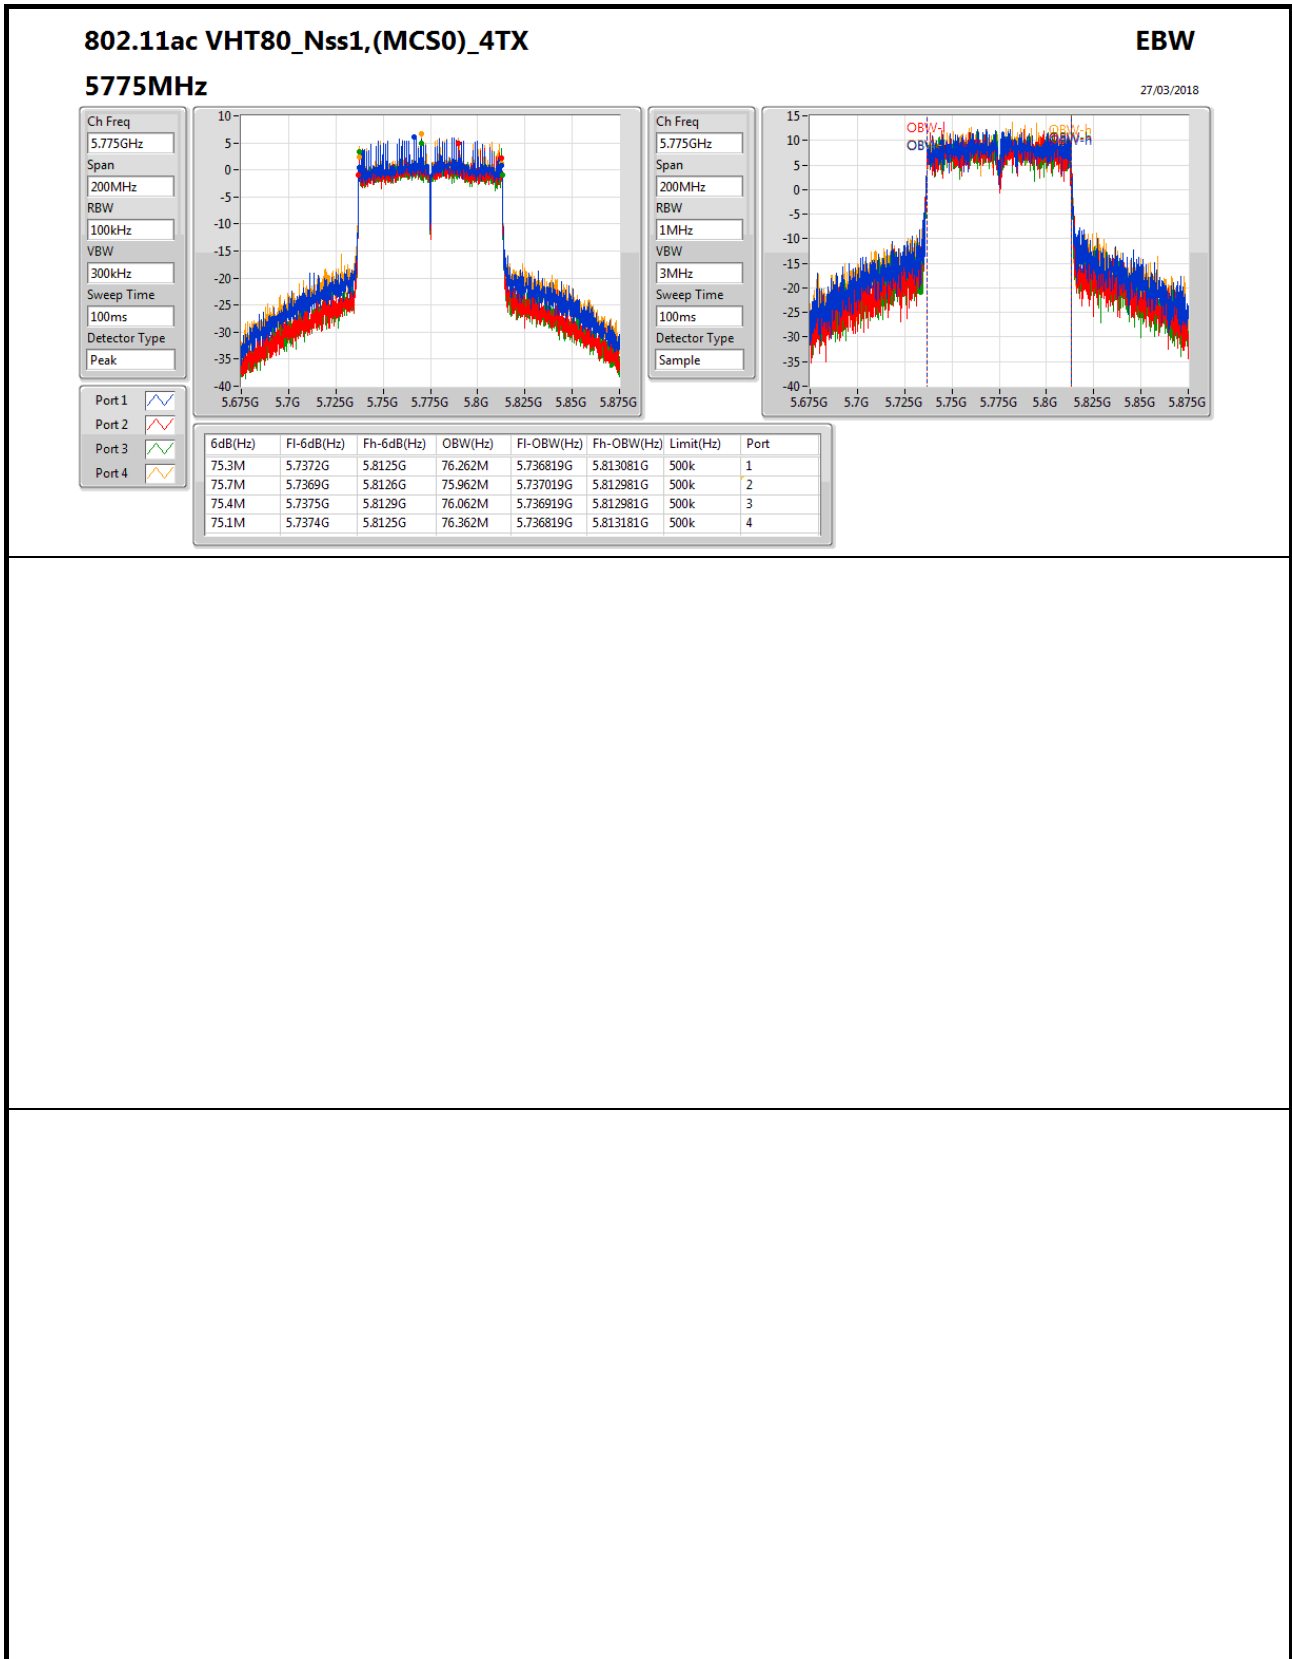 802.11ac VHT80_Nss1,(MCS0)_4TX
EBW
5775MHz
27/03/2018
Ch Freq
5.775GHz
Span
200MHz
RBW
100kHz
VBW
300kHz
Sweep Time
100ms
Detector Type
Peak
Port 1
Port 2
Port 3
Port 4
10
5
0
-5
-10
-15
-20
-25
-30
-35
-40
5.675G 5.7G 5.725G 5.75G 5.775G 5.8G 5.825G 5.85G 5.875G
Ch Freq
5.775GHz
Span
200MHz
RBW
1MHz
VBW
3MHz
Sweep Time
100ms
Detector Type
Sample
15
10
5
0
-5
-10
-15
-20
-25
-30
-35
-40
OBW-l
OBW-h
5.675G 5.7G 5.725G 5.75G 5.775G 5.8G 5.825G 5.85G 5.875G
6dB(Hz) Fl-6dB(Hz) Fh-6dB(Hz) OBW(Hz) Fl-OBW(Hz) Fh-OBW(Hz) Limit(Hz) Port
75.3M 5.7372G 5.8125G 76.262M 5.736819G 5.813081G 500k 1
75.7M 5.7369G 5.8126G 75.962M 5.737019G 5.812981G 500k 2
75.4M 5.7375G 5.8129G 76.062M 5.736919G 5.812981G 500k 3
75.1M 5.7374G 5.8125G 76.362M 5.736819G 5.813181G 500k 4